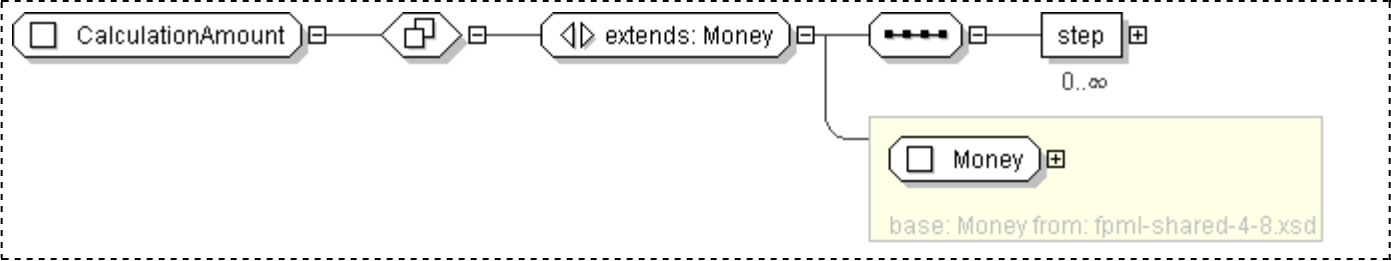 CalculationAmount
extends: Money
step
0..∞
Money
base: Money from: fpml-shared-4-8.xsd